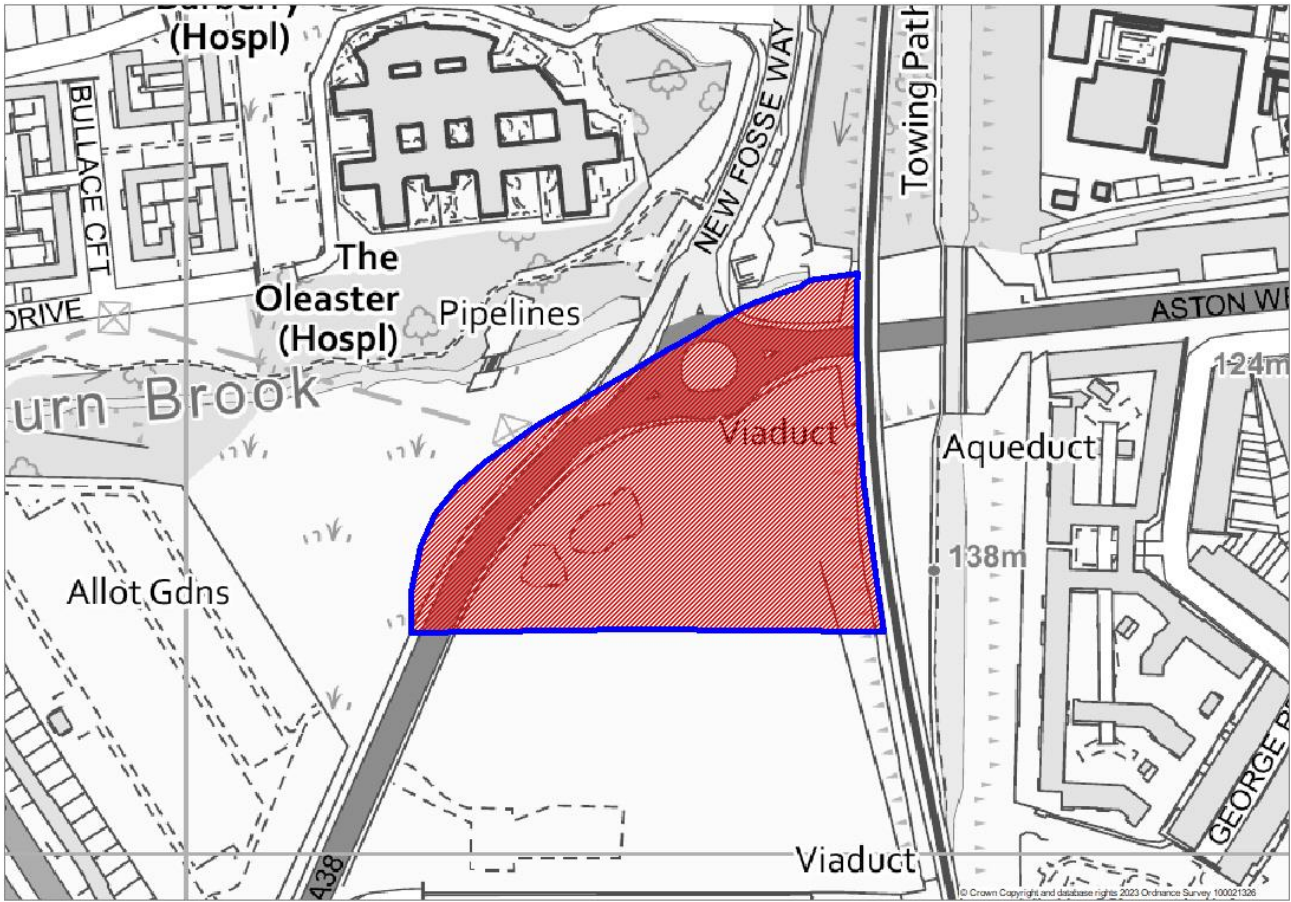 (Hospl)
BULLACE CFT
NEW FOSSE WAY
Towing Path
The
Oleaster
(Hospl)
Pipelines
DRIVE
urn Brook
ASTON WE
124m
Viaduct
Aqueduct
138m
Allot Gdns
GEORGE R
A38
Viaduct
© Crown Copyright and database rights 2023 Ordnance Survey 100021326